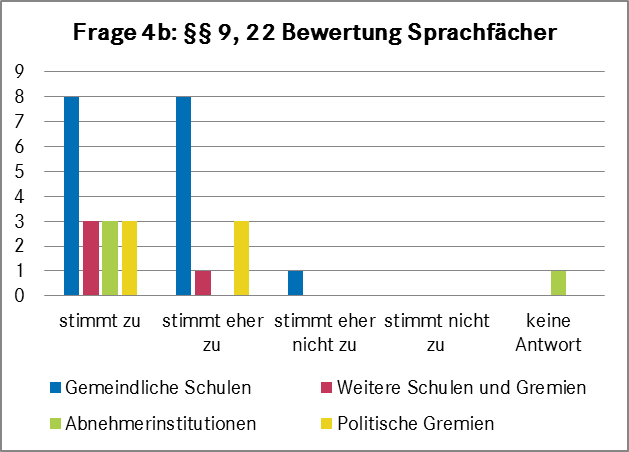 Frage 4b: §§ 9, 22 Bewertung Sprachfächer
9
8
7
6
5
4
3
2
1
0
stimmt zu
stimmt eher
zu
stimmt eher
nicht zu
stimmt nicht
zu
keine
Antwort
Gemeindliche Schulen
Weitere Schulen und Gremien
Abnehmerinstitutionen
Politische Gremien